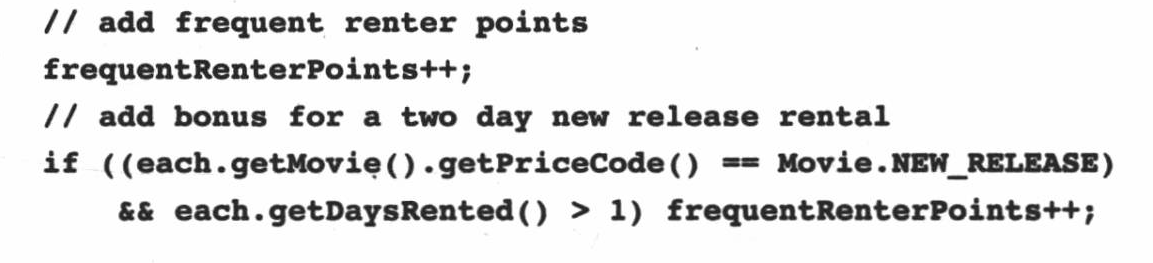 // add frequent renter points
frequentRenterPoints++;
// add bonus for a two day new release rental
if ((each.getMovie().getPriceCode() == Movie.NEW_RELEASE)
    && each.getDaysRented() > 1) frequentRenterPoints++;